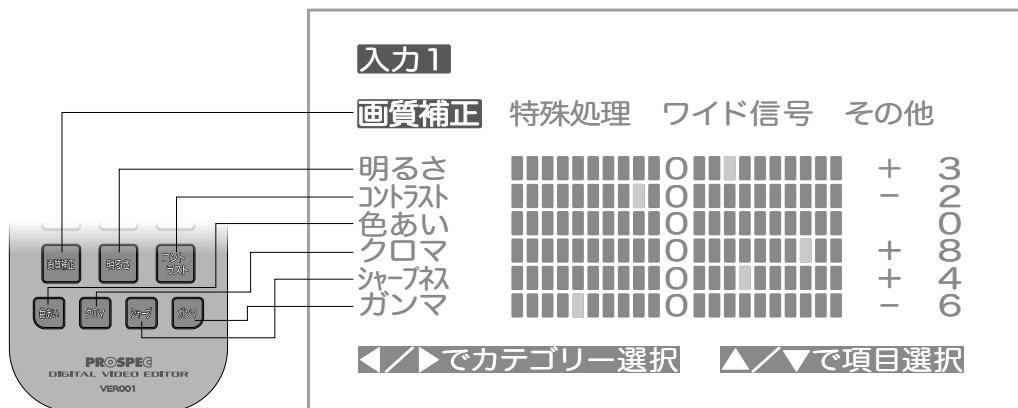 入力1
画質補正 特殊処理 ワイド信号 その他
明るさ 0 + 3
コントラスト 0 - 2
色あい 0 0
クロマ 0 + 8
シャープネス 0 + 4
ガンマ 0 - 6
◀／▶でカテゴリー選択 ▲／▼で項目選択
画質補正 明るさ コント
ラスト
色あい クロマ シャープ ガンマ
PROSPEC
DIGITAL VIDEO EDITOR
VER001